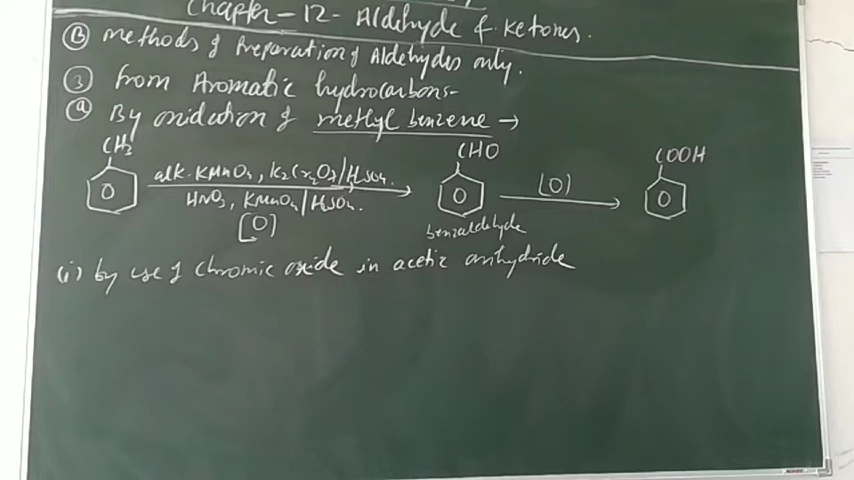 Chapter-12- Aldehyde & Ketones.
(B) methods of Preparation of Aldehydes only.
(3) from Aromatic hydrocarbons-
(a) By oxidation of methyl benzene →
CH3 CHO COOH
alk. KMnO4, K2Cr2O7/H2SO4. [O]
HNO3, KMnO4/H2SO4.
[O] benzaldehyde
(i) by use of chromic oxide in acetic anhydride